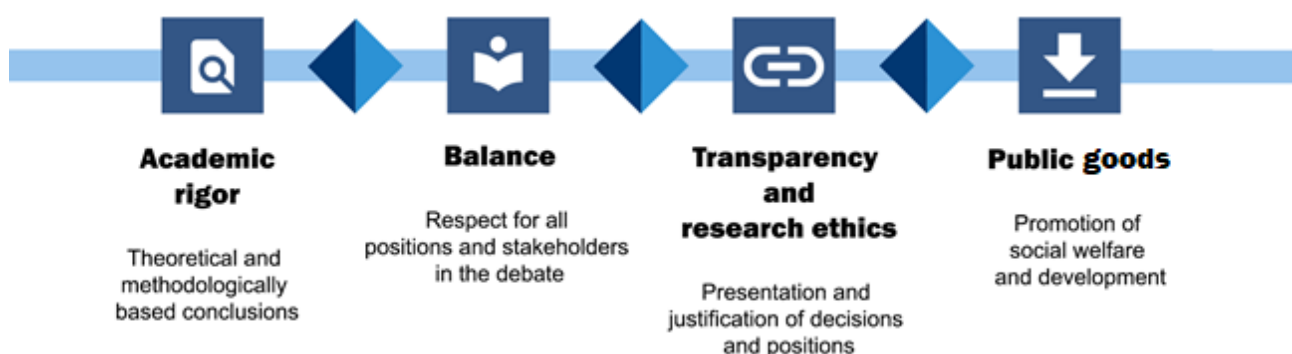 Academic
rigor
Theoretical and
methodologically
based conclusions
Balance
Respect for all
positions and stakeholders
in the debate
Transparency
and
research ethics
Presentation and
justification of decisions
and positions
Public goods
Promotion of
social welfare
and development